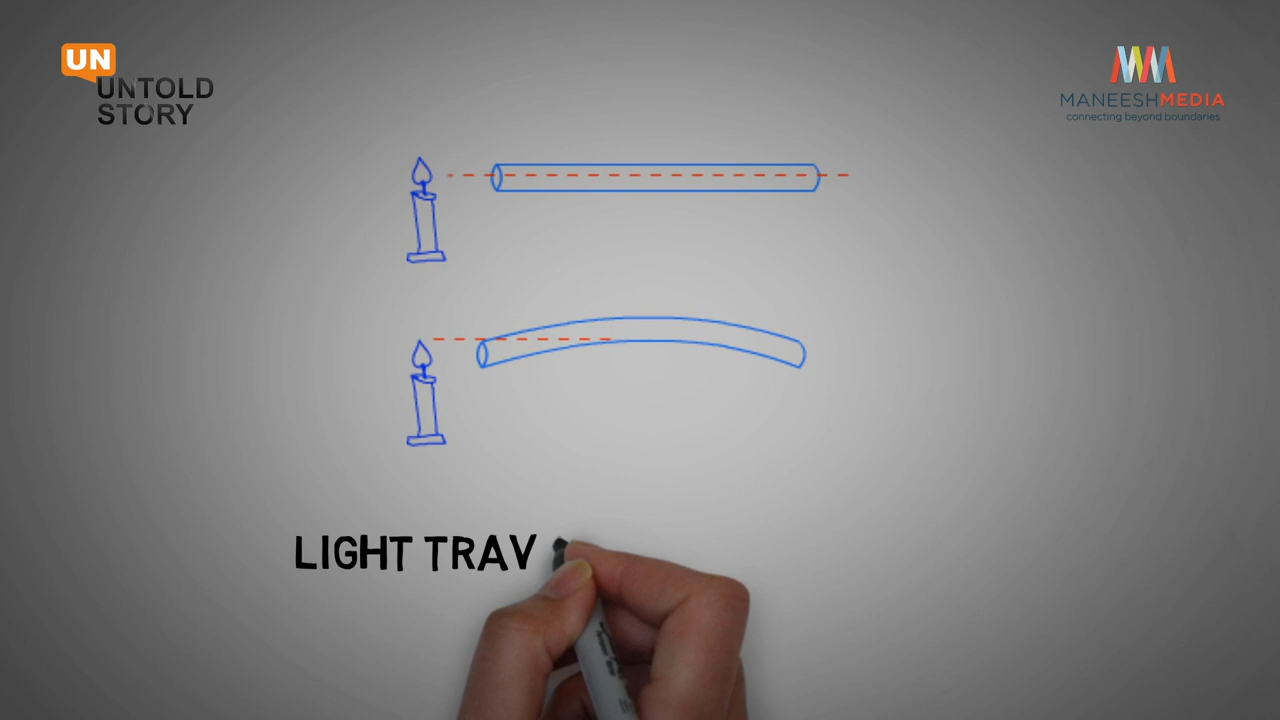 UN
UNTOLD
STORY
MANEESHMEDIA
connecting beyond boundaries
LIGHT TRAV